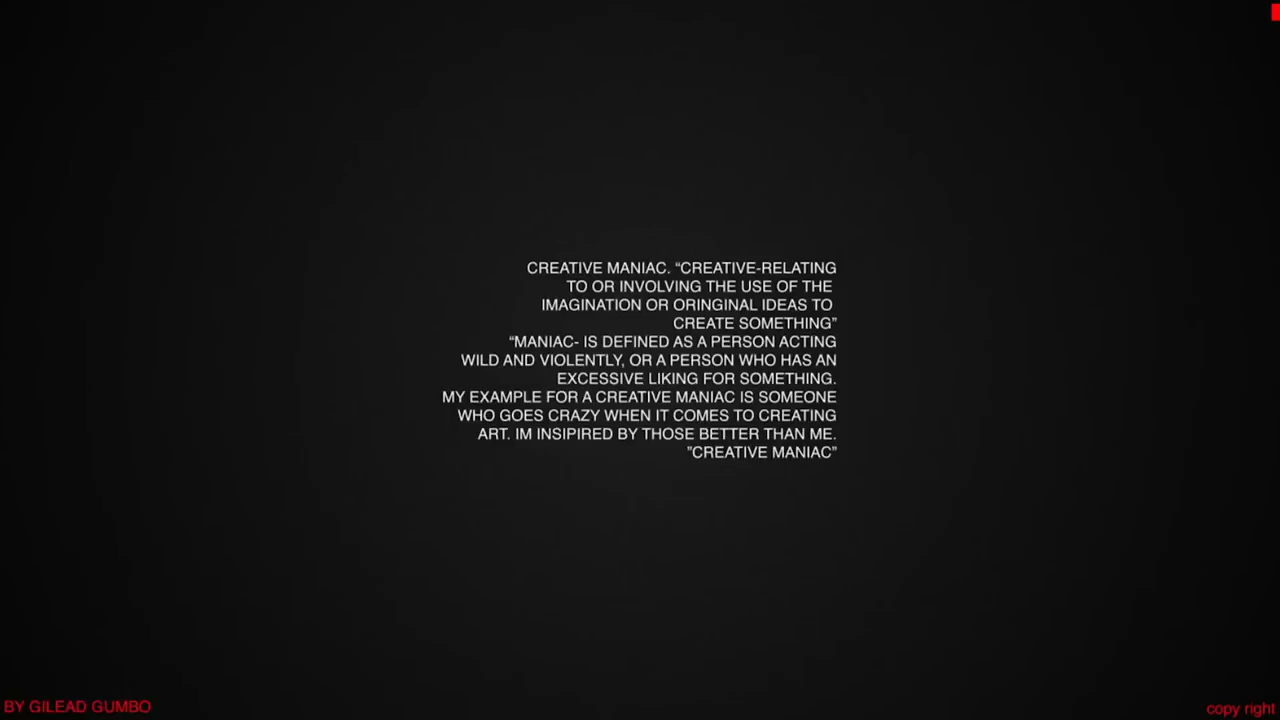 CREATIVE MANIAC. “CREATIVE-RELATING
TO OR INVOLVING THE USE OF THE
IMAGINATION OR ORINGINAL IDEAS TO
CREATE SOMETHING”
“MANIAC- IS DEFINED AS A PERSON ACTING
WILD AND VIOLENTLY, OR A PERSON WHO HAS AN
EXCESSIVE LIKING FOR SOMETHING.
MY EXAMPLE FOR A CREATIVE MANIAC IS SOMEONE
WHO GOES CRAZY WHEN IT COMES TO CREATING
ART. IM INSIPIRED BY THOSE BETTER THAN ME.
”CREATIVE MANIAC”
BY GILEAD GUMBO
copy right